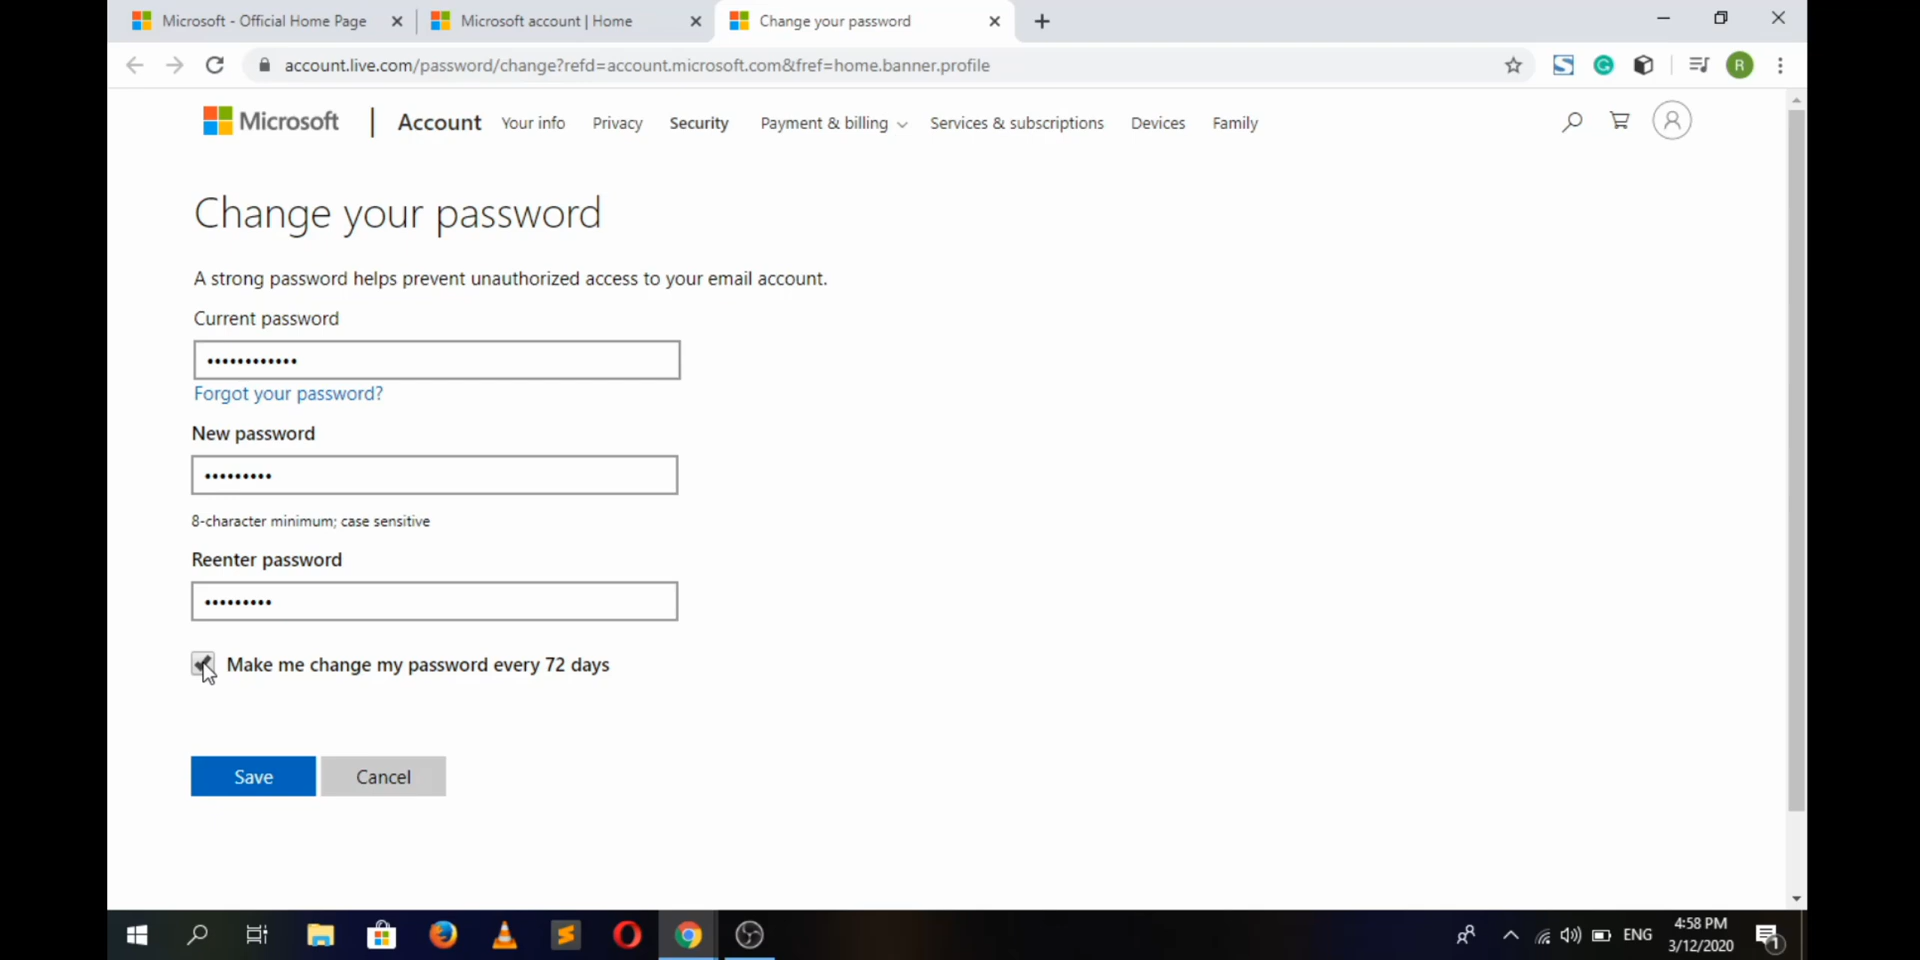 Microsoft - Official Home Page
Microsoft account | Home
Change your password
account.live.com/password/change?refd=account.microsoft.com&fref=home.banner.profile
R
Microsoft | Account Your info Privacy Security Payment & billing Services & subscriptions Devices Family
Change your password
A strong password helps prevent unauthorized access to your email account.
Current password
••••••••••••
Forgot your password?
New password
•••••••••
8-character minimum; case sensitive
Reenter password
•••••••••
Make me change my password every 72 days
Save Cancel
ENG
4:58 PM
3/12/2020
1